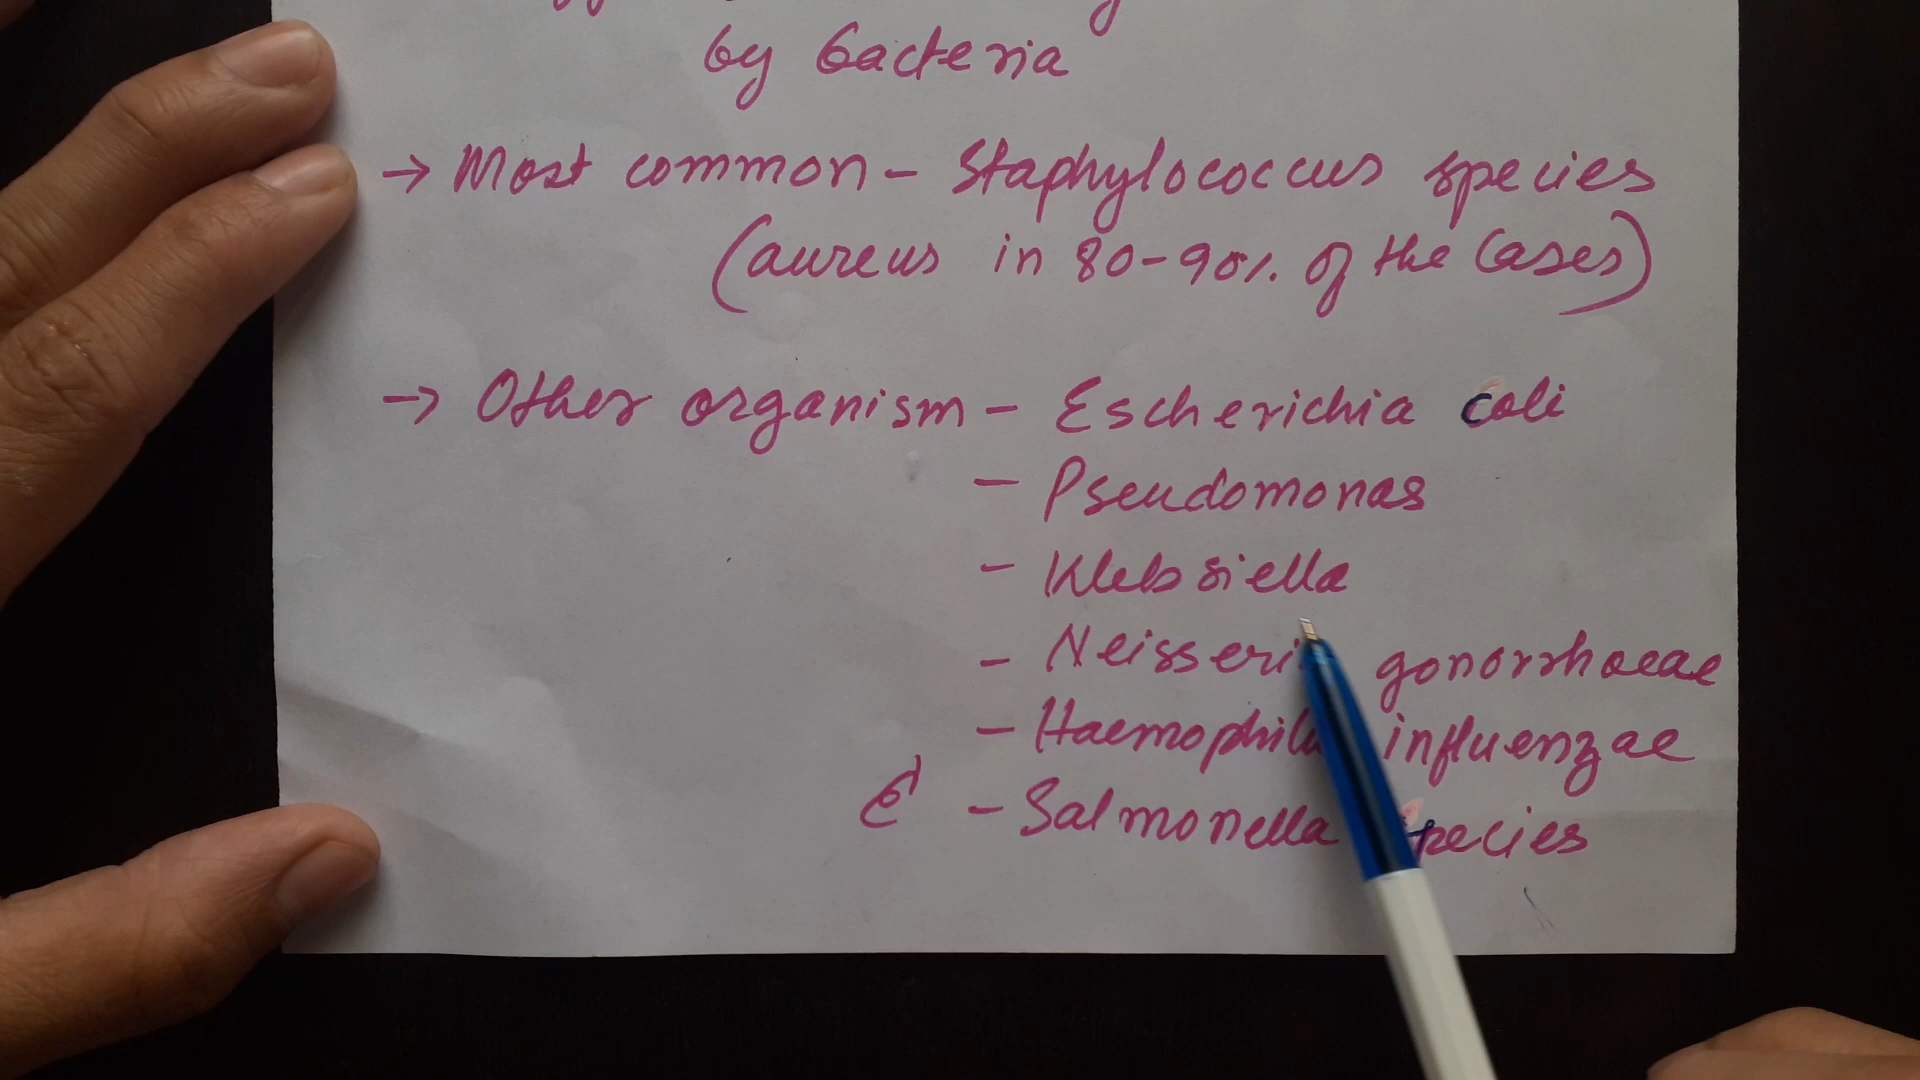 by bacteria
→ Most common - Staphylococcus species
(aureus in 80-90% of the cases)
→ Other organism - Escherichia coli
- Pseudomonas
- Klebsiella
- Neisseri gonorrhoeae
- Haemophilu influenzae
& - Salmonella species